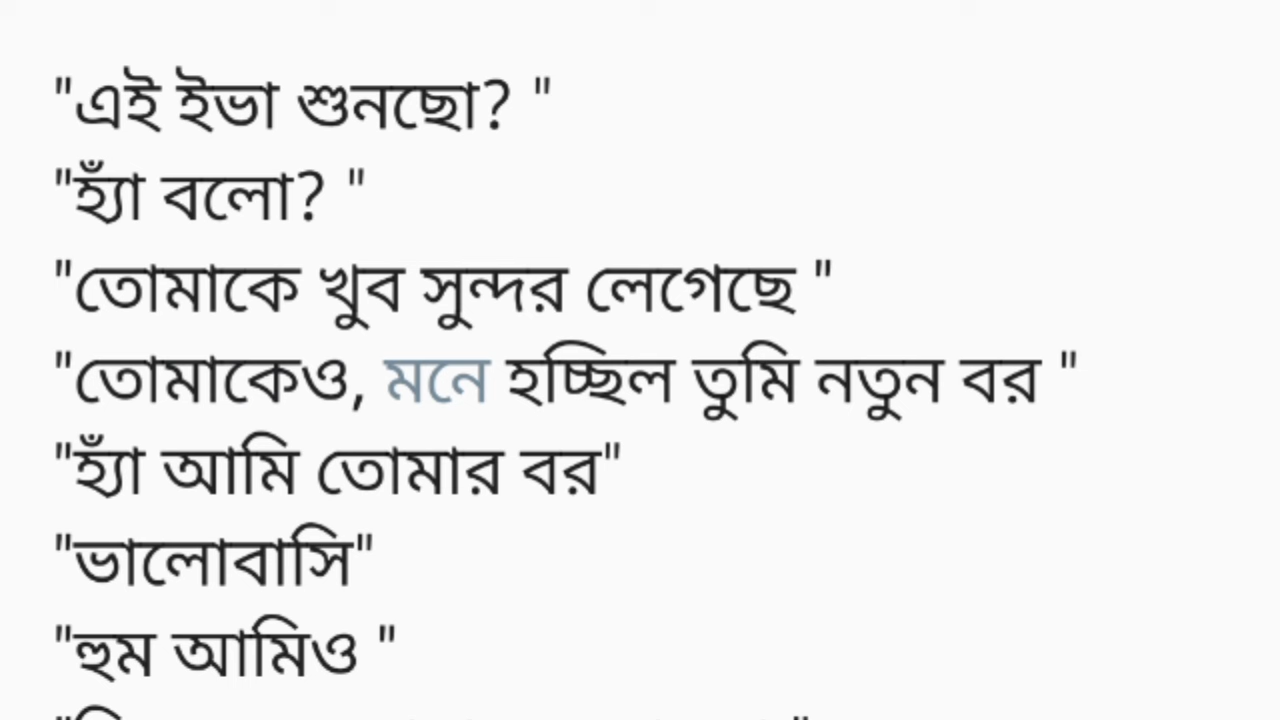 "এই ইভা শুনছো? "
"হ্যাঁ বলো? "
"তোমাকে খুব সুন্দর লেগেছে "
"তোমাকেও, মনে হচ্ছিল তুমি নতুন বর "
"হ্যাঁ আমি তোমার বর"
"ভালোবাসি"
"হুম আমিও "